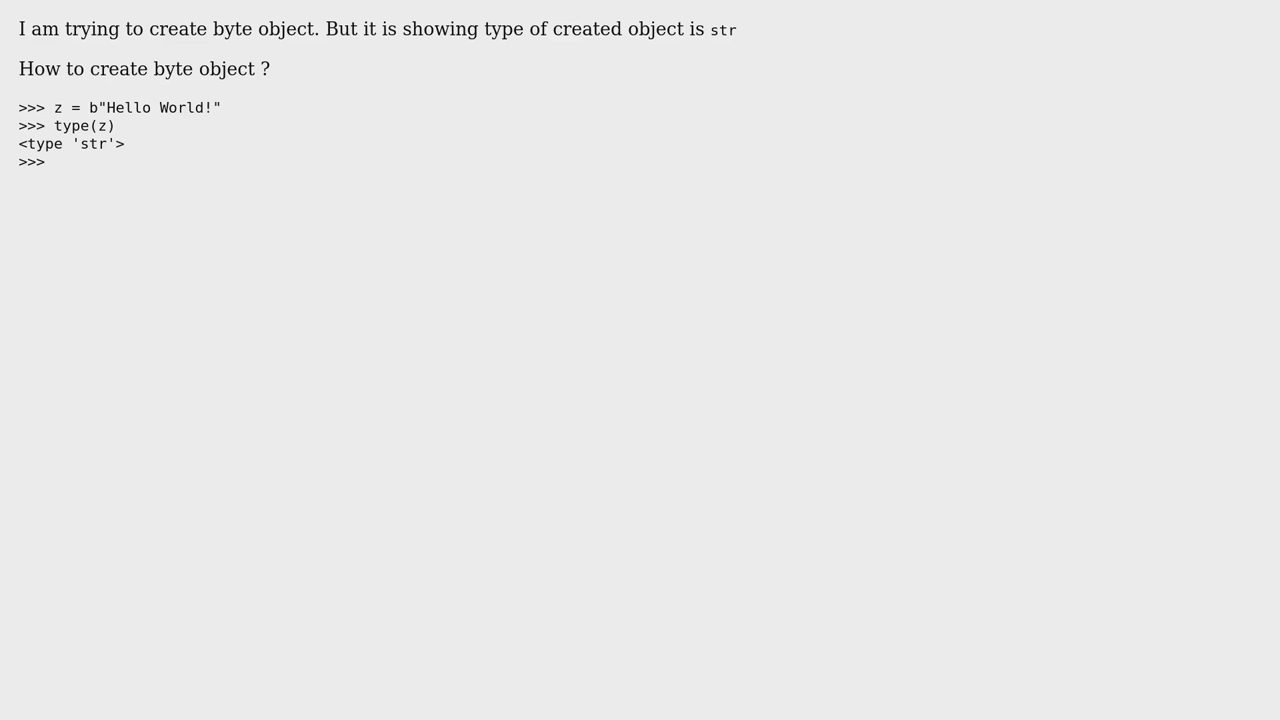 I am trying to create byte object. But it is showing type of created object is str
How to create byte object ?
>>> z = b"Hello World!"
>>> type(z)
<type 'str'>
>>>